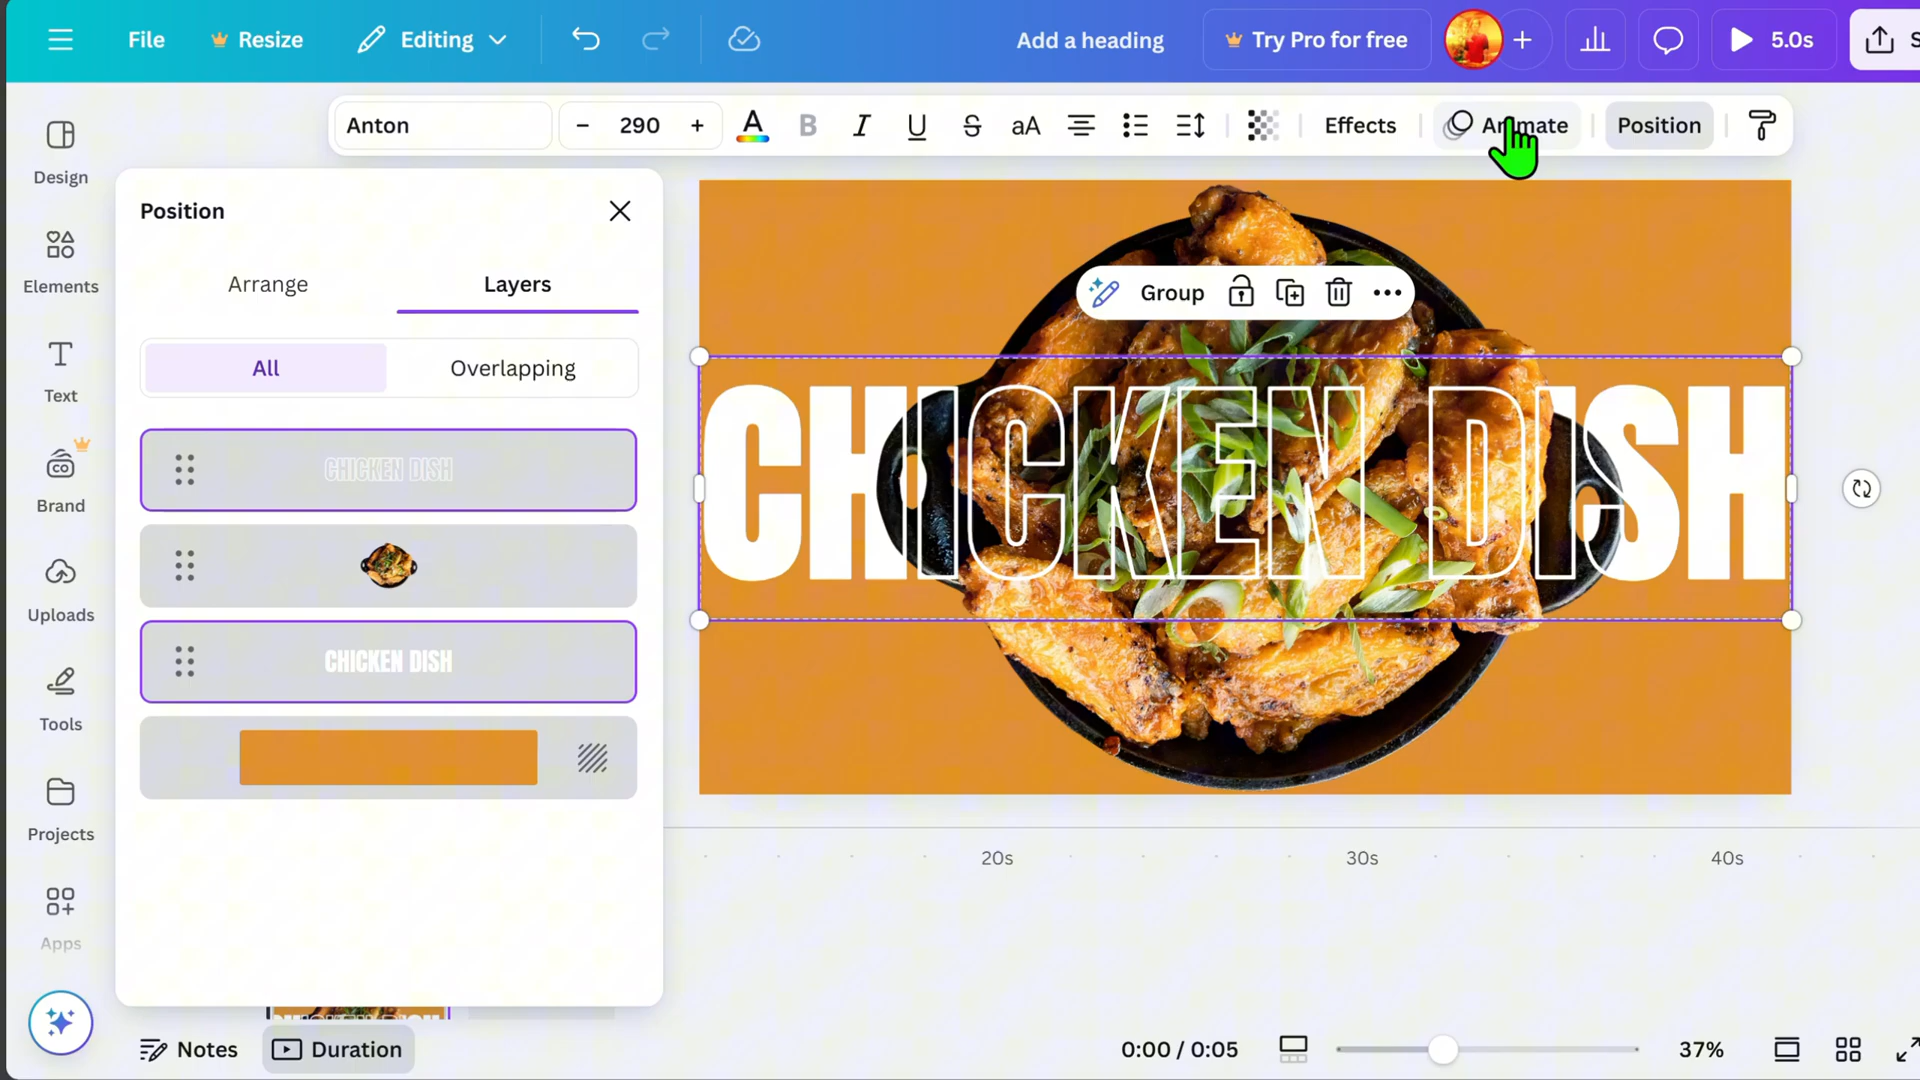 File
Resize
Editing
Add a heading
Try Pro for free
5.0s
Anton
290
A
B
I
U
S
aA
Effects
Animate
Position
Design
Elements
Text
Brand
Uploads
Tools
Projects
Apps
Position
Arrange
Layers
All
Overlapping
CHICKEN DISH
CHICKEN DISH
Group
CHICKEN DISH
20s
30s
40s
Notes
Duration
0:00 / 0:05
37%